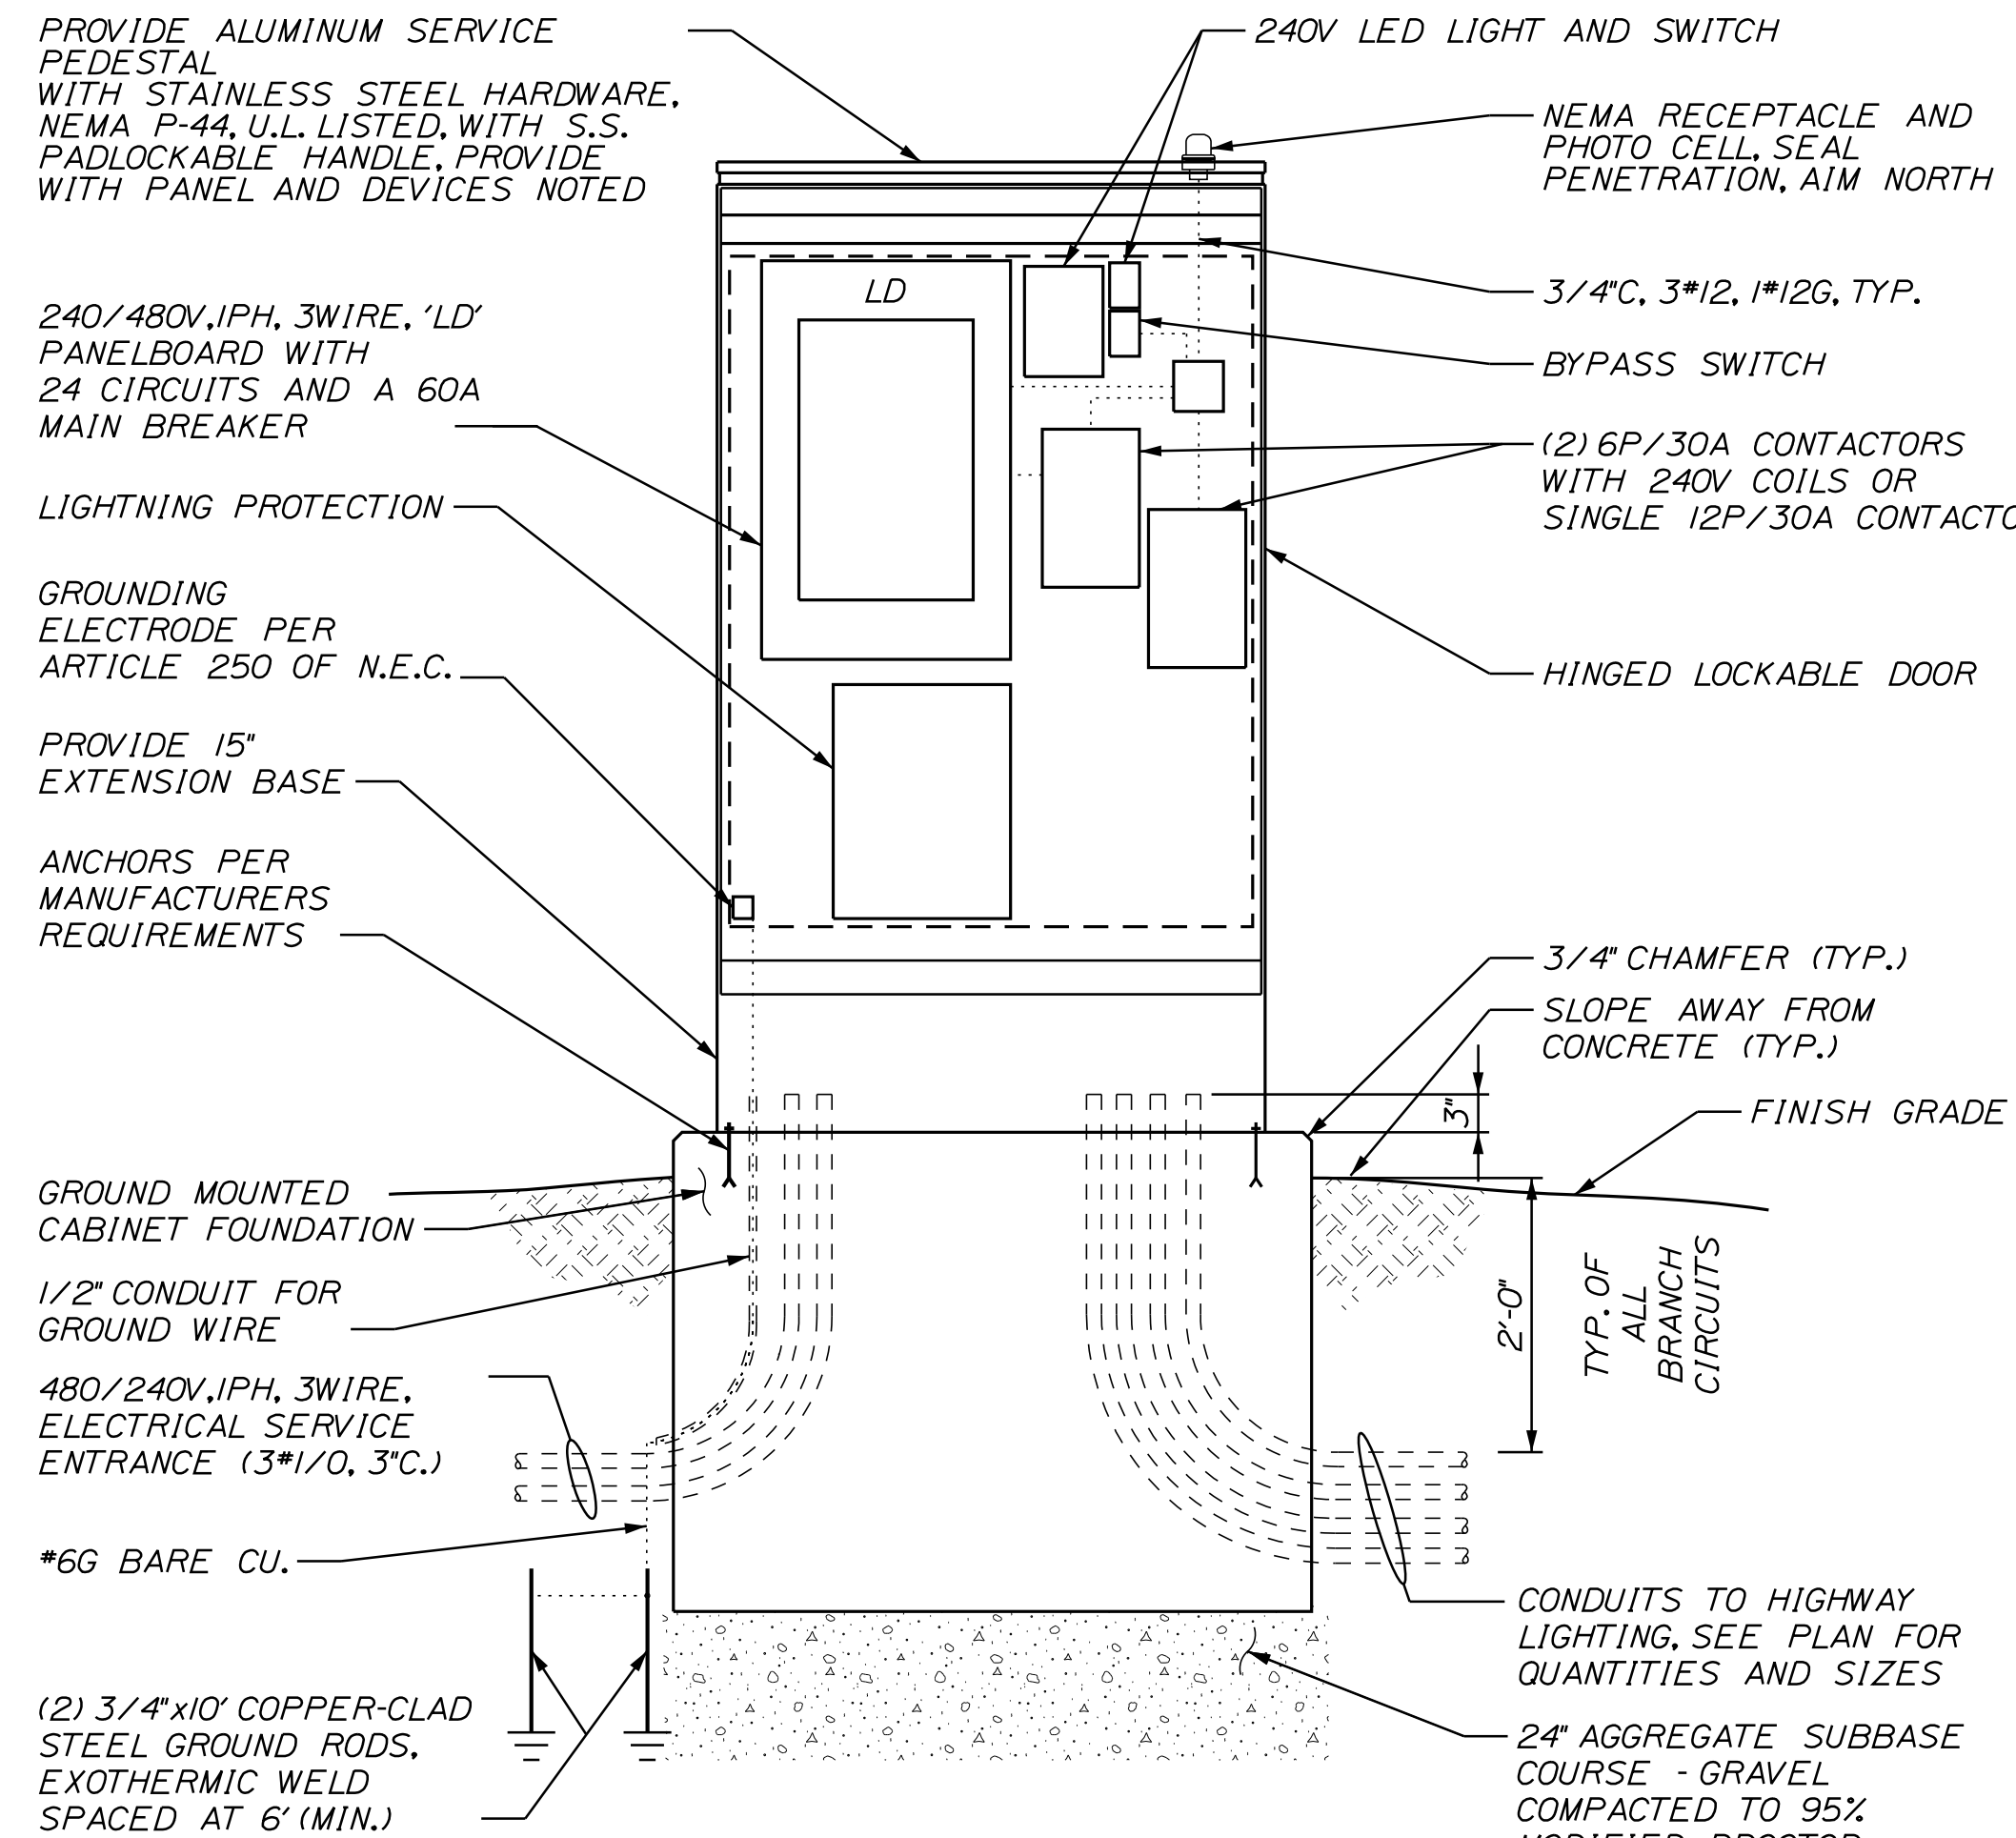 PROVIDE ALUMINUM SERVICE
PEDESTAL
WITH STAINLESS STEEL HARDWARE,
NEMA P-44, U.L. LISTED, WITH S.S.
PADLOCKABLE HANDLE, PROVIDE
WITH PANEL AND DEVICES NOTED
240/480V,1PH, 3WIRE, 'LD'
PANELBOARD WITH
24 CIRCUITS AND A 60A
MAIN BREAKER
LIGHTNING PROTECTION
GROUNDING
ELECTRODE PER
ARTICLE 250 OF N.E.C.
PROVIDE 15"
EXTENSION BASE
ANCHORS PER
MANUFACTURERS
REQUIREMENTS
GROUND MOUNTED
CABINET FOUNDATION
1/2" CONDUIT FOR
GROUND WIRE
480/240V,1PH, 3WIRE,
ELECTRICAL SERVICE
ENTRANCE (3#1/0, 3"C.)
#6G BARE CU.
(2) 3/4"x10' COPPER-CLAD
STEEL GROUND RODS,
EXOTHERMIC WELD
SPACED AT 6' (MIN.)
LD
240V LED LIGHT AND SWITCH
NEMA RECEPTACLE AND
PHOTO CELL, SEAL
PENETRATION, AIM NORTH
3/4"C, 3#12, 1#12G, TYP.
BYPASS SWITCH
(2) 6P/30A CONTACTORS
WITH 240V COILS OR
SINGLE 12P/30A CONTACTO
HINGED LOCKABLE DOOR
3/4" CHAMFER (TYP.)
SLOPE AWAY FROM
CONCRETE (TYP.)
3"
FINISH GRADE
2'-0"
TYP. OF
ALL
BRANCH
CIRCUITS
CONDUITS TO HIGHWAY
LIGHTING, SEE PLAN FOR
QUANTITIES AND SIZES
24" AGGREGATE SUBBASE
COURSE - GRAVEL
COMPACTED TO 95%